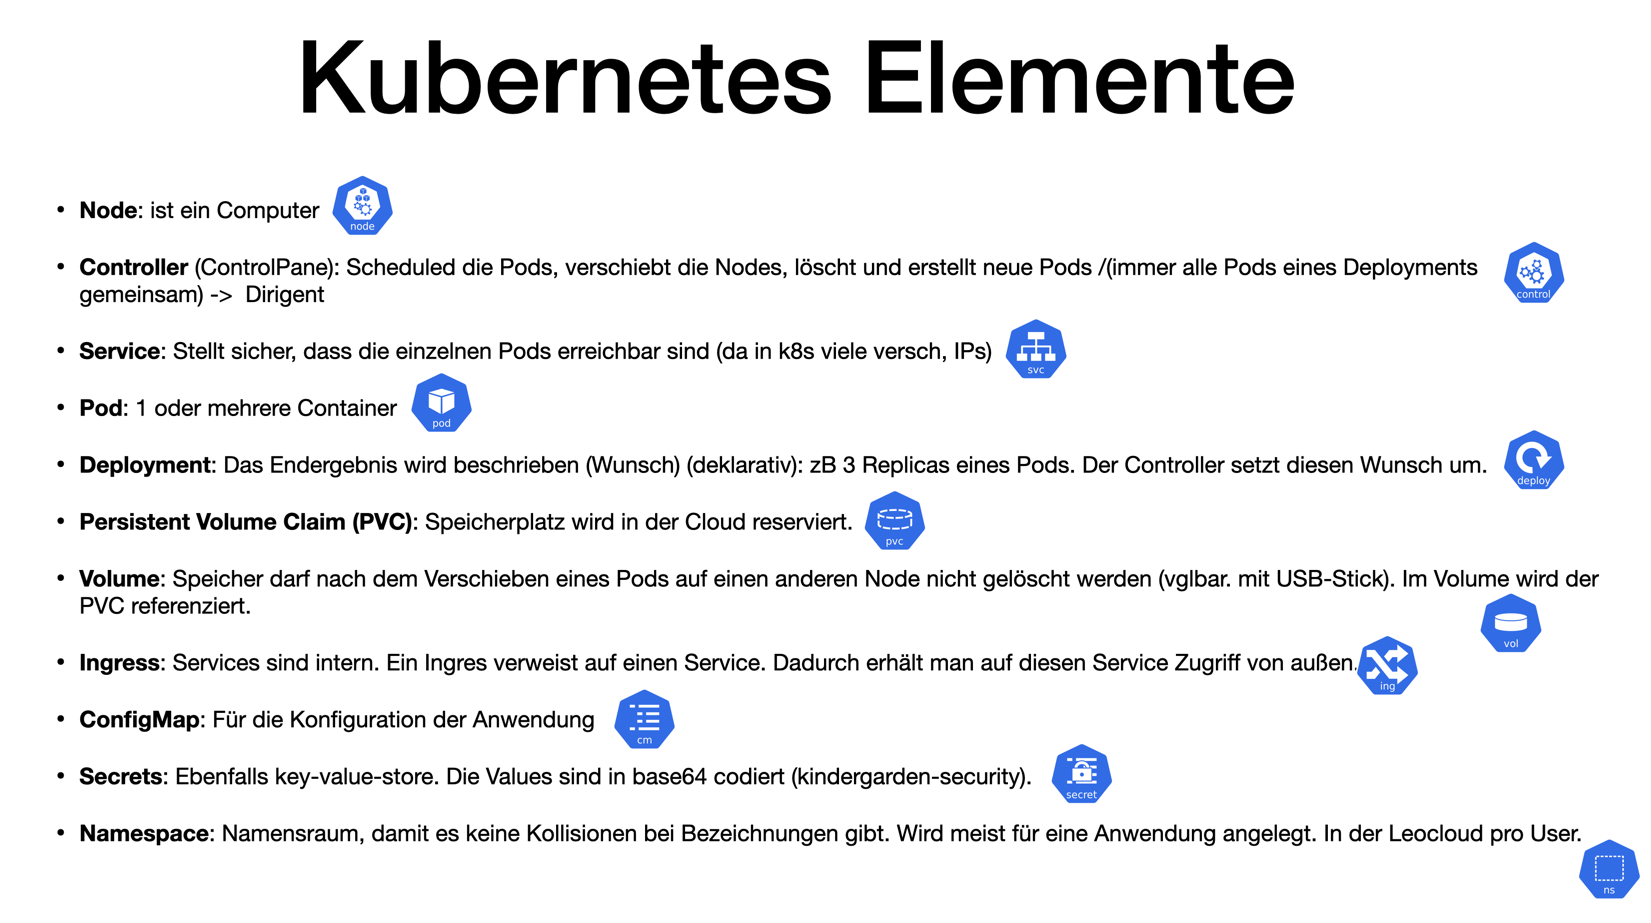 Kubernetes Elemente
• Node: ist ein Computer
node
• Controller (ControlPane): Scheduled die Pods, verschiebt die Nodes, löscht und erstellt neue Pods /(immer alle Pods eines Deployments
gemeinsam) -> Dirigent
control
• Service: Stellt sicher, dass die einzelnen Pods erreichbar sind (da in k8s viele versch, IPs)
svc
• Pod: 1 oder mehrere Container
pod
• Deployment: Das Endergebnis wird beschrieben (Wunsch) (deklarativ): zB 3 Replicas eines Pods. Der Controller setzt diesen Wunsch um.
deploy
• Persistent Volume Claim (PVC): Speicherplatz wird in der Cloud reserviert.
pvc
• Volume: Speicher darf nach dem Verschieben eines Pods auf einen anderen Node nicht gelöscht werden (vglbar. mit USB-Stick). Im Volume wird der
PVC referenziert.
vol
• Ingress: Services sind intern. Ein Ingres verweist auf einen Service. Dadurch erhält man auf diesen Service Zugriff von außen.
ing
• ConfigMap: Für die Konfiguration der Anwendung
cm
• Secrets: Ebenfalls key-value-store. Die Values sind in base64 codiert (kindergarden-security).
secret
• Namespace: Namensraum, damit es keine Kollisionen bei Bezeichnungen gibt. Wird meist für eine Anwendung angelegt. In der Leocloud pro User.
ns